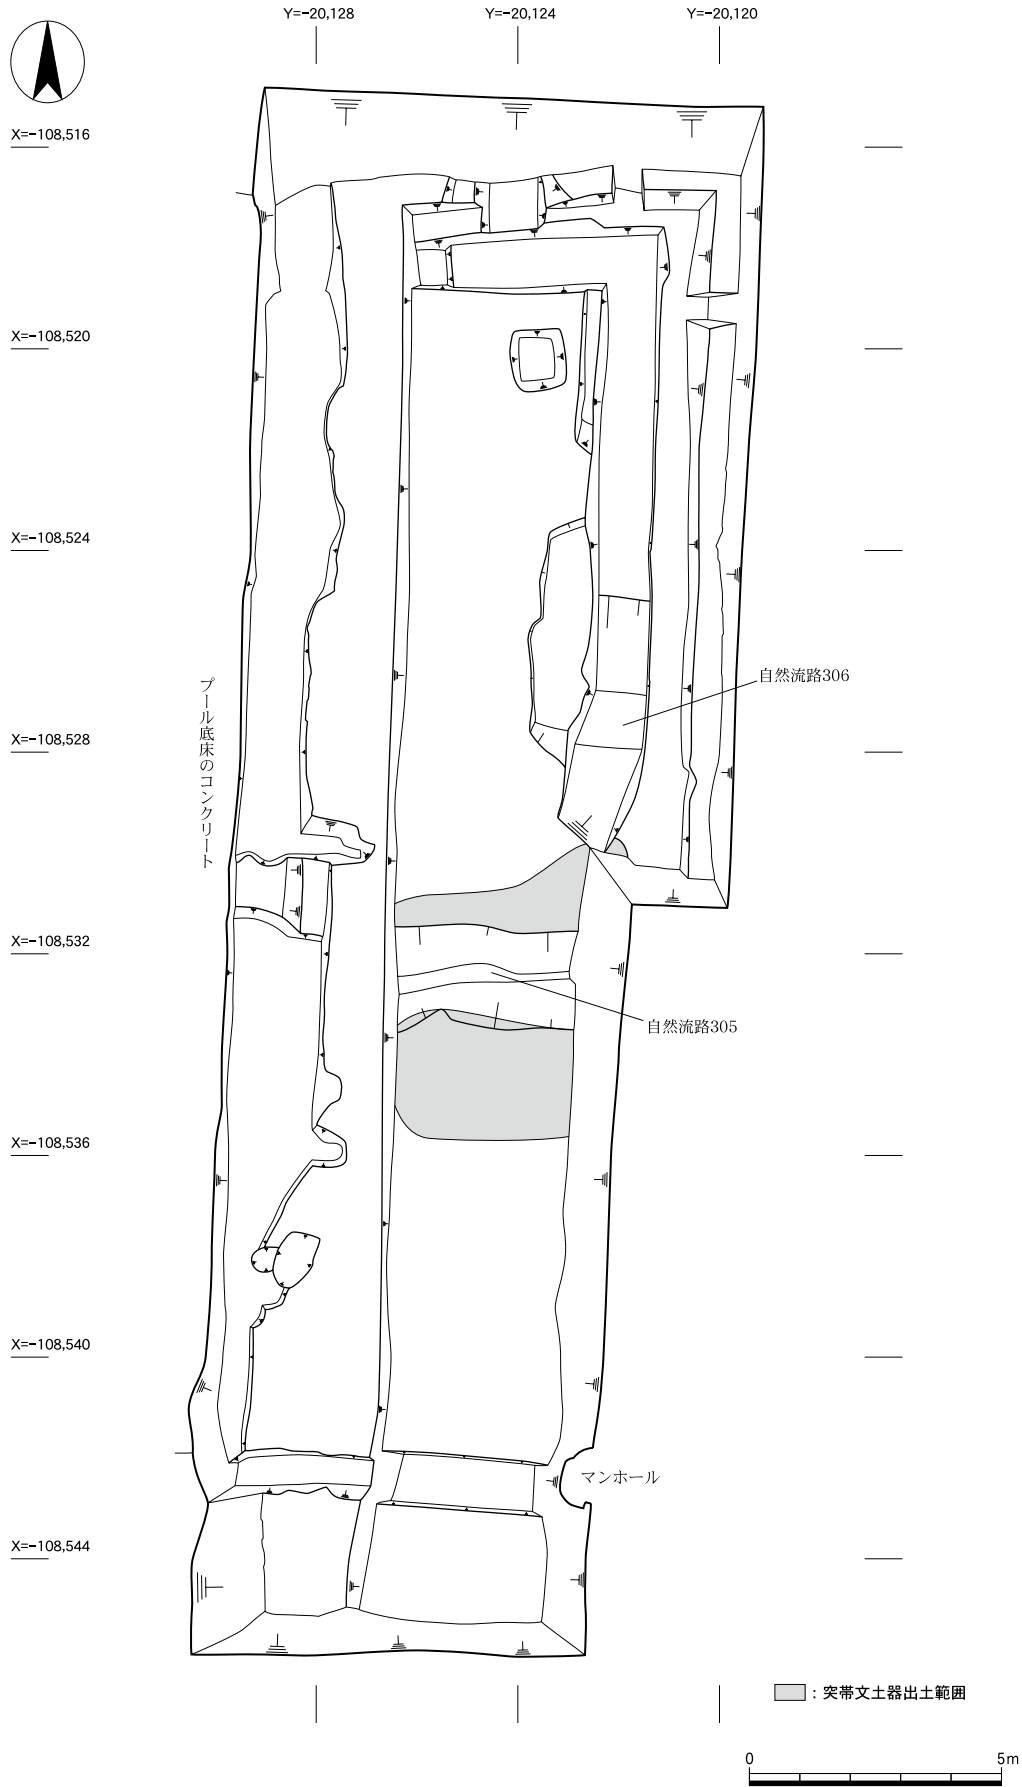 Y=-20,128
Y=-20,124
Y=-20,120
X=-108,516
X=-108,520
X=-108,524
自然流路306
プール底床のコンクリート
X=-108,528
X=-108,532
自然流路305
X=-108,536
X=-108,540
マンホール
X=-108,544
：突帯文土器出土範囲
0
5m